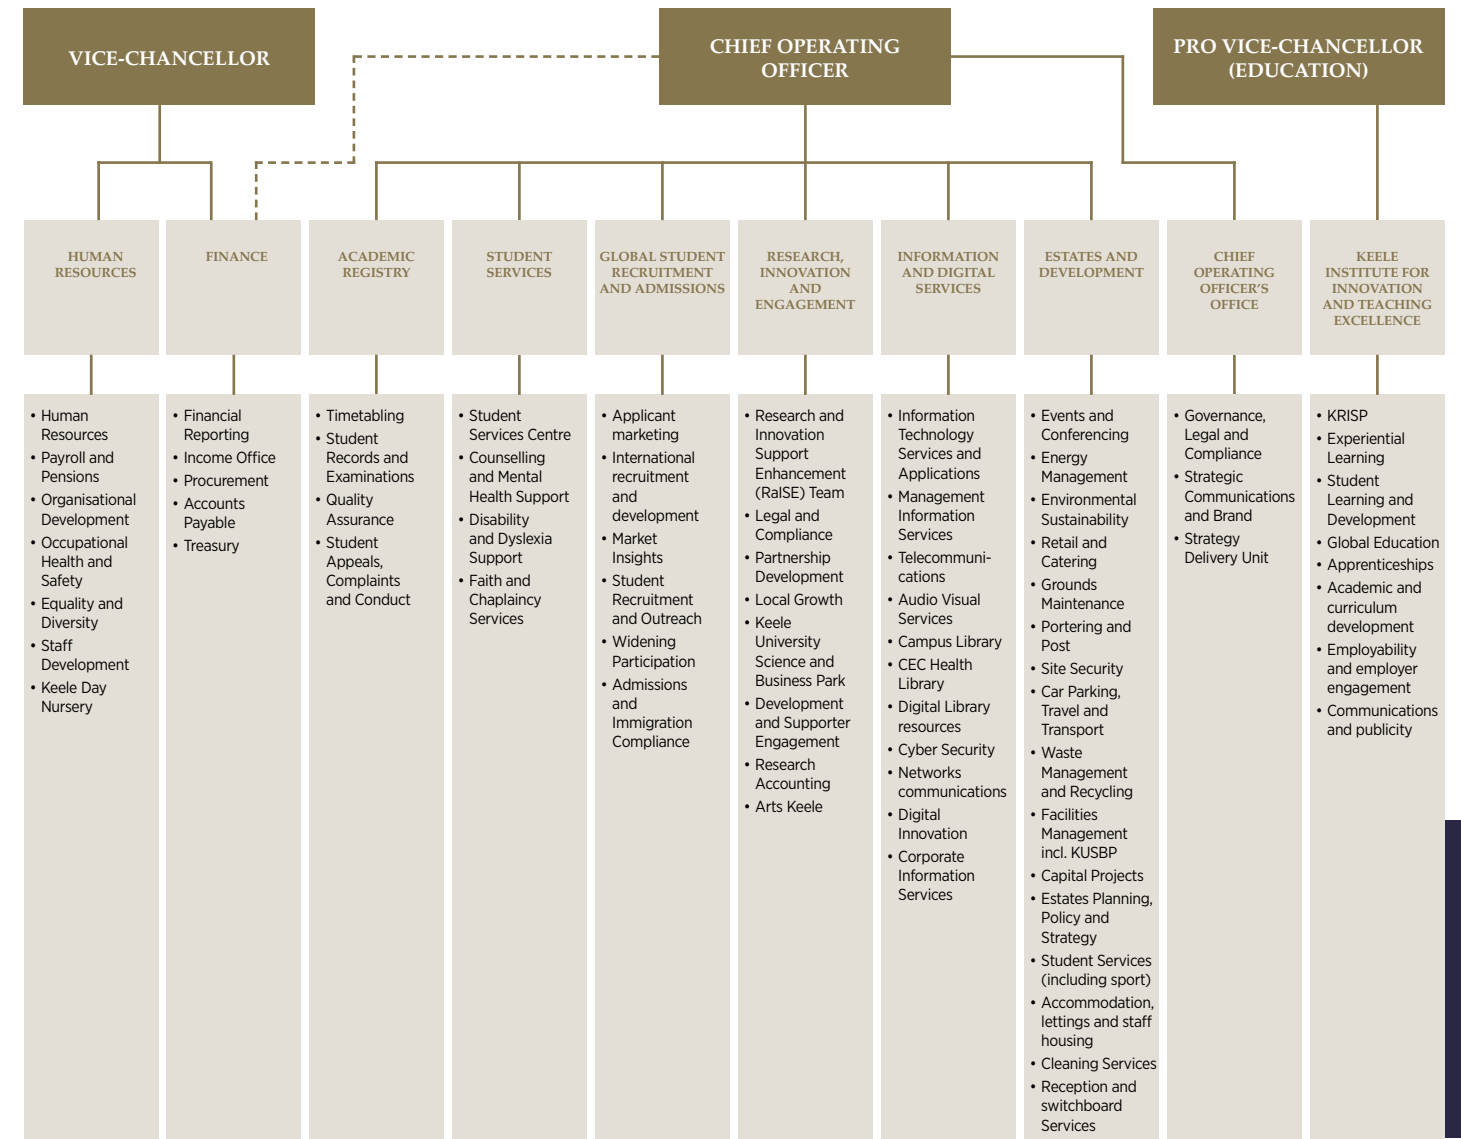 VICE-CHANCELLOR
CHIEF OPERATING
OFFICER
PRO VICE-CHANCELLOR
(EDUCATION)
HUMAN
RESOURCES
FINANCE
ACADEMIC
REGISTRY
STUDENT
SERVICES
GLOBAL STUDENT
RECRUITMENT
AND ADMISSIONS
RESEARCH,
INNOVATION
AND
ENGAGEMENT
INFORMATION
AND DIGITAL
SERVICES
ESTATES AND
DEVELOPMENT
CHIEF
OPERATING
OFFICER’S
OFFICE
KEELE
INSTITUTE FOR
INNOVATION
AND TEACHING
EXCELLENCE
• Human
Resources
• Payroll and
Pensions
• Organisational
Development
• Occupational
Health and
Safety
• Equality and
Diversity
• Staff
Development
• Keele Day
Nursery
• Financial
Reporting
• Income Office
• Procurement
• Accounts
Payable
• Treasury
• Timetabling
• Student
Records and
Examinations
• Quality
Assurance
• Student
Appeals,
Complaints
and Conduct
• Student
Services Centre
• Counselling
and Mental
Health Support
• Disability
and Dyslexia
Support
• Faith and
Chaplaincy
Services
• Applicant
marketing
• International
recruitment
and
development
• Market
Insights
• Student
Recruitment
and Outreach
• Widening
Participation
• Admissions
and
Immigration
Compliance
• Research and
Innovation
Support
Enhancement
(RaISE) Team
• Legal and
Compliance
• Partnership
Development
• Local Growth
• Keele
University
Science and
Business Park
• Development
and Supporter
Engagement
• Research
Accounting
• Arts Keele
• Information
Technology
Services and
Applications
• Management
Information
Services
• Telecommuni-
cations
• Audio Visual
Services
• Campus Library
• CEC Health
Library
• Digital Library
resources
• Cyber Security
• Networks
communications
• Digital
Innovation
• Corporate
Information
Services
• Events and
Conferencing
• Energy
Management
• Environmental
Sustainability
• Retail and
Catering
• Grounds
Maintenance
• Portering and
Post
• Site Security
• Car Parking,
Travel and
Transport
• Waste
Management
and Recycling
• Facilities
Management
incl. KUSBP
• Capital Projects
• Estates Planning,
Policy and
Strategy
• Student Services
(including sport)
• Accommodation,
lettings and staff
housing
• Cleaning Services
• Reception and
switchboard
Services
• Governance,
Legal and
Compliance
• Strategic
Communications
and Brand
• Strategy
Delivery Unit
• KRISP
• Experiential
Learning
• Student
Learning and
Development
• Global Education
• Apprenticeships
• Academic and
curriculum
development
• Employability
and employer
engagement
• Communications
and publicity